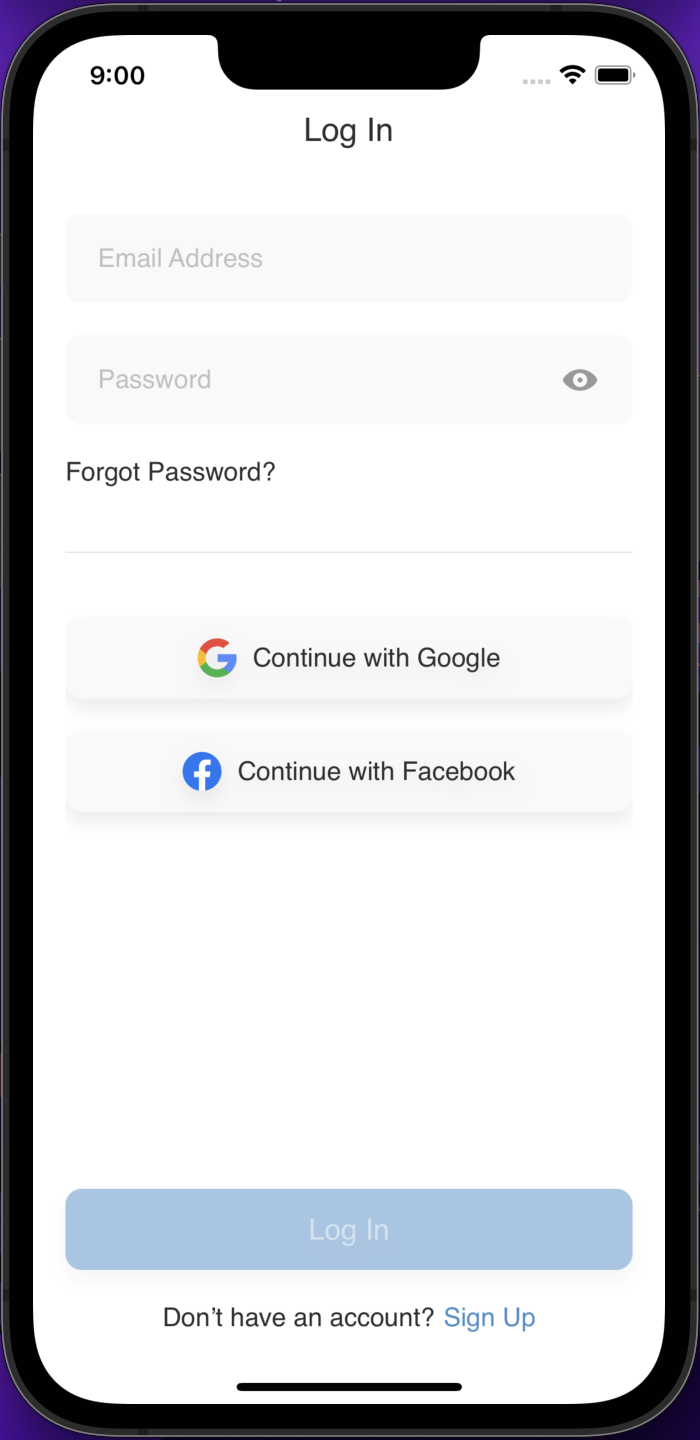 9:00
Log In
Email Address
Password
Forgot Password?
Continue with Google
Continue with Facebook
Log In
Don’t have an account? Sign Up